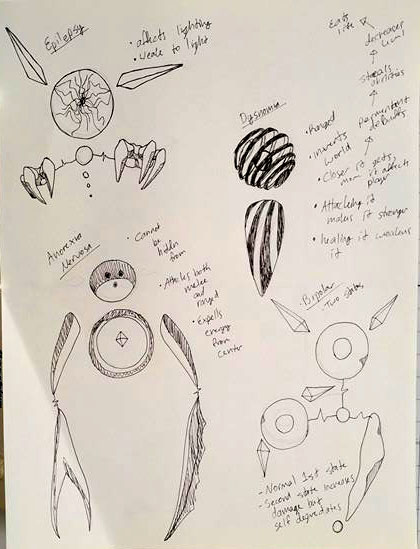 Epilepsy
• affects lighting
• weak to light
Eats
life
decreases
level
steals
abilities
permanent
debuffs
Dysnomia
• Ranged
• inverts
world
• Closer it gets,
more it affects
player
• Attacking it
makes it stronger
• healing it weakens
it
Anorexia
Nervosa
• Cannot
be
hidden
from
• Attacks both
melee
and
ranged
• Expells
energy
from
center
Bipolar
Two states
- Normal 1st state
- Second state increases
damage but
self degredates